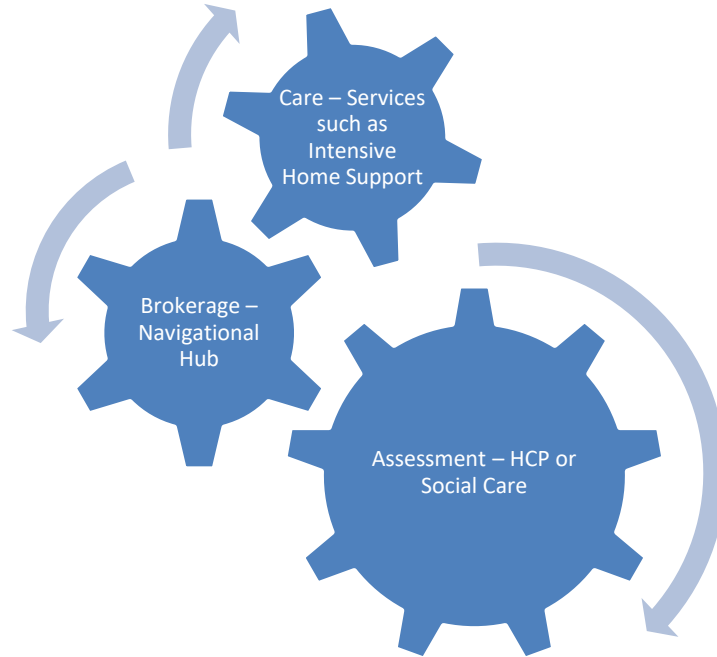 Care – Services
such as
Intensive
Home Support
Brokerage –
Navigational
Hub
Assessment – HCP or
Social Care